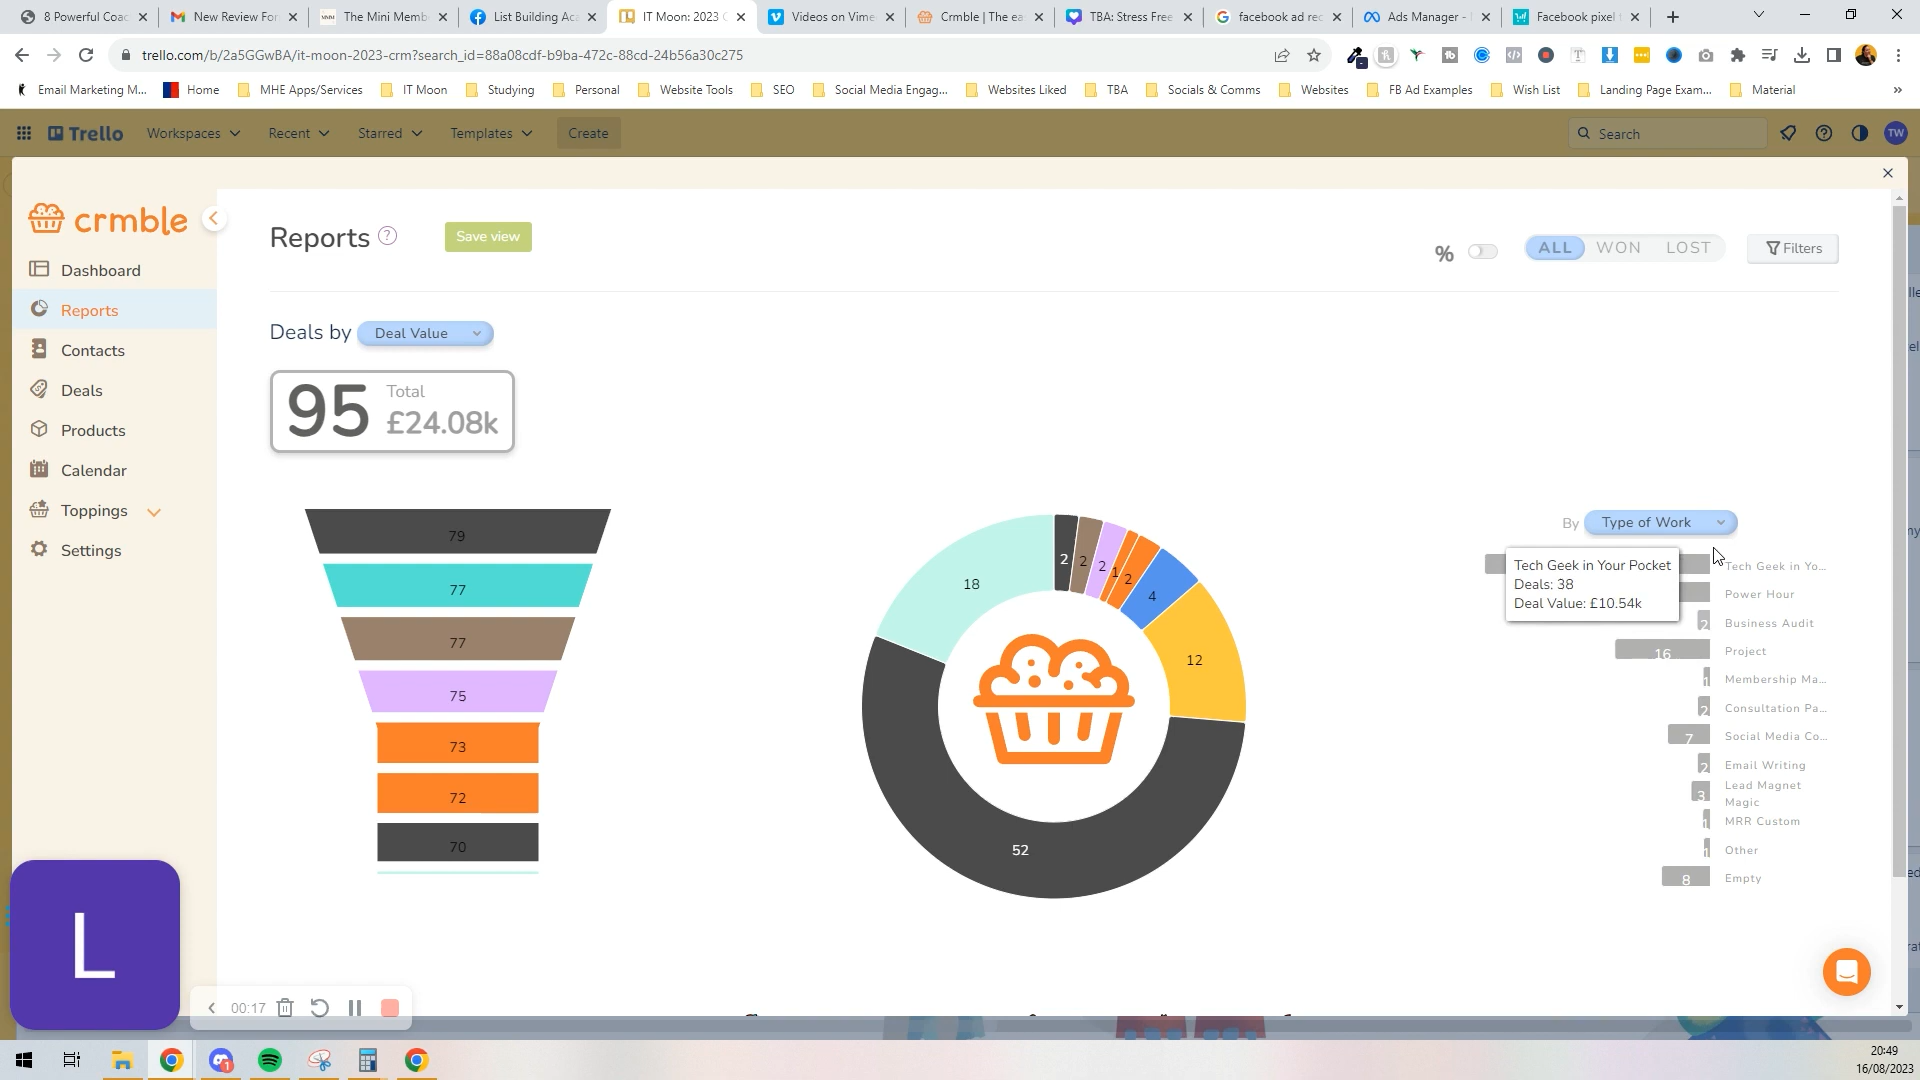 8 Powerful Coac
New Review For
The Mini Memb
List Building Aca
IT Moon: 2023 C
Videos on Vime
Crmble | The ea
TBA: Stress Free
facebook ad rec
Ads Manager -
Facebook pixel
trello.com/b/2a5GGwBA/it-moon-2023-crm?search_id=88a08cdf-b9ba-472c-88cd-24b56a30c275
Email Marketing M...
Home
MHE Apps/Services
IT Moon
Studying
Personal
Website Tools
SEO
Social Media Engag...
Websites Liked
TBA
Socials & Comms
Websites
FB Ad Examples
Wish List
Landing Page Exam...
Material
»
Trello
Workspaces
Recent
Starred
Templates
Create
Search
TW
crmble
Dashboard
Reports
Contacts
Deals
Products
Calendar
Toppings
Settings
Reports ?
Save view
%
ALL
WON
LOST
Filters
Deals by Deal Value
95
Total
£24.08k
79
77
77
75
73
72
70
2
2
2
1
2
4
12
52
18
By Type of Work
Tech Geek in Your Pocket
Deals: 38
Deal Value: £10.54k
Tech Geek in Yo...
Power Hour
2 Business Audit
16 Project
1 Membership Ma...
2 Consultation Pa...
7 Social Media Co...
2 Email Writing
3 Lead Magnet
Magic
1 MRR Custom
1 Other
8 Empty
L
00:17
1
20:49
16/08/2023